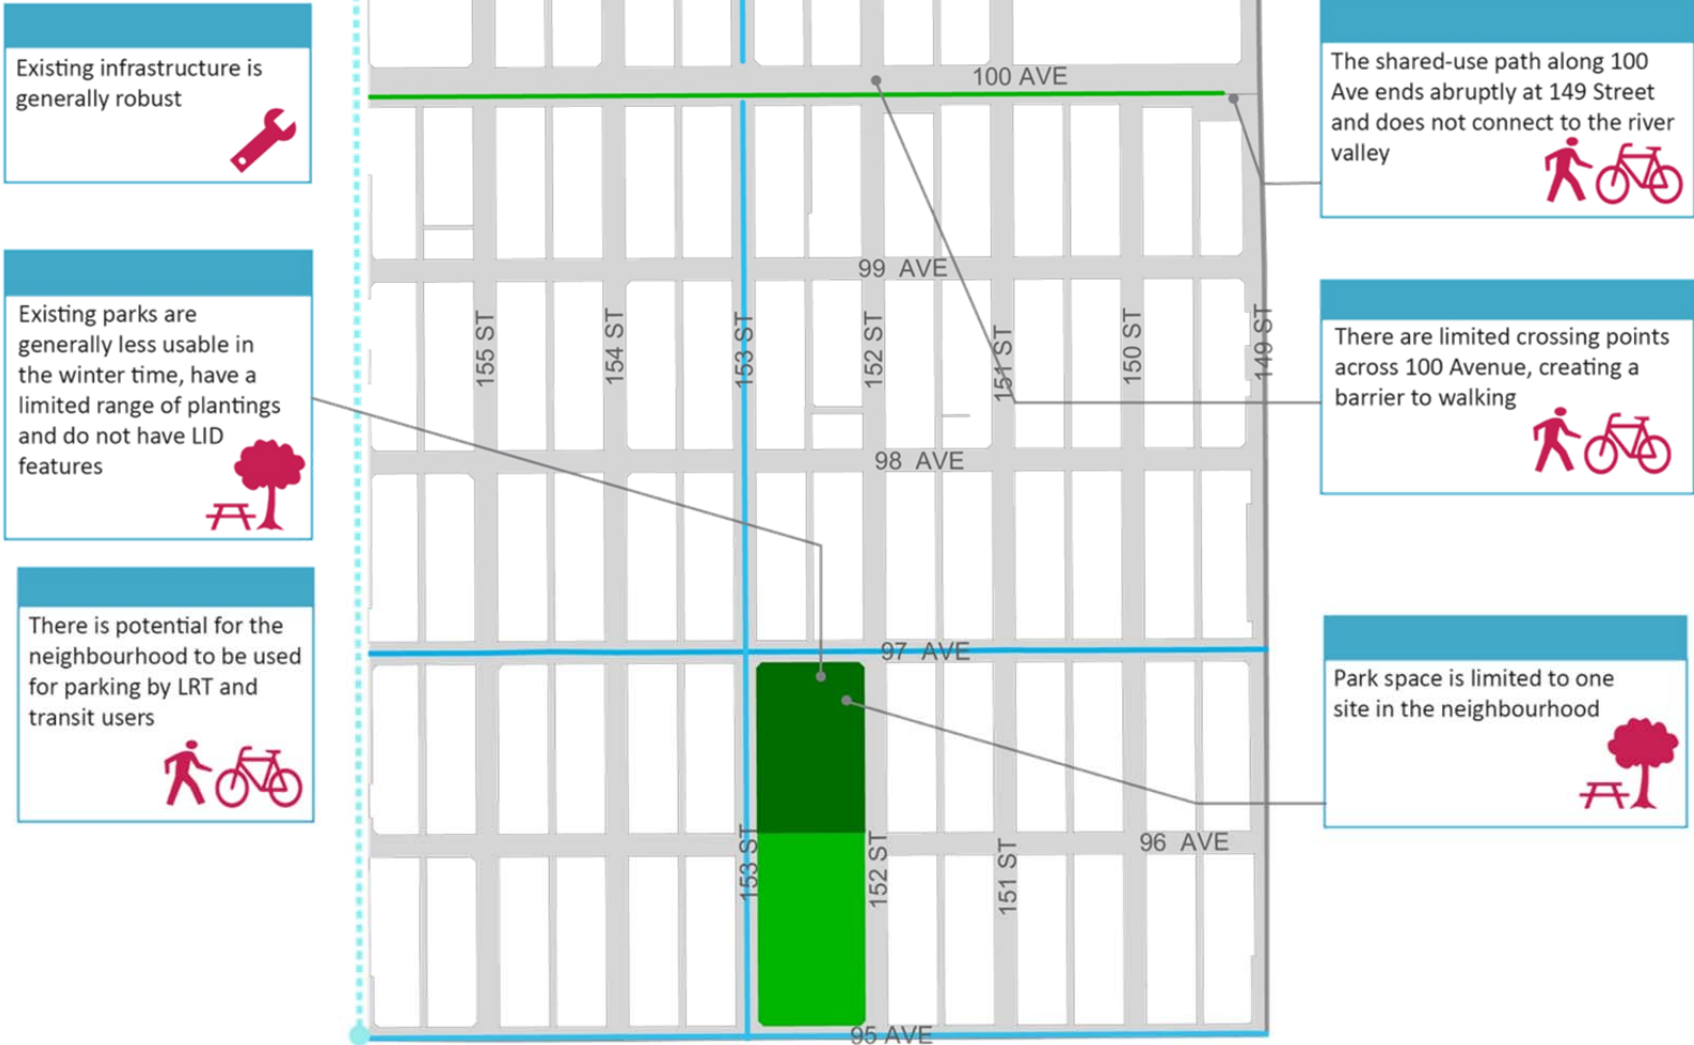 Existing infrastructure is
generally robust
Existing parks are
generally less usable in
the winter time, have a
limited range of plantings
and do not have LID
features
There is potential for the
neighbourhood to be used
for parking by LRT and
transit users
100 AVE
99 AVE
155 ST
154 ST
153 ST
152 ST
151 ST
150 ST
149 ST
98 AVE
97 AVE
96 AVE
153 ST
152 ST
151 ST
95 AVE
The shared-use path along 100
Ave ends abruptly at 149 Street
and does not connect to the river
valley
There are limited crossing points
across 100 Avenue, creating a
barrier to walking
Park space is limited to one
site in the neighbourhood